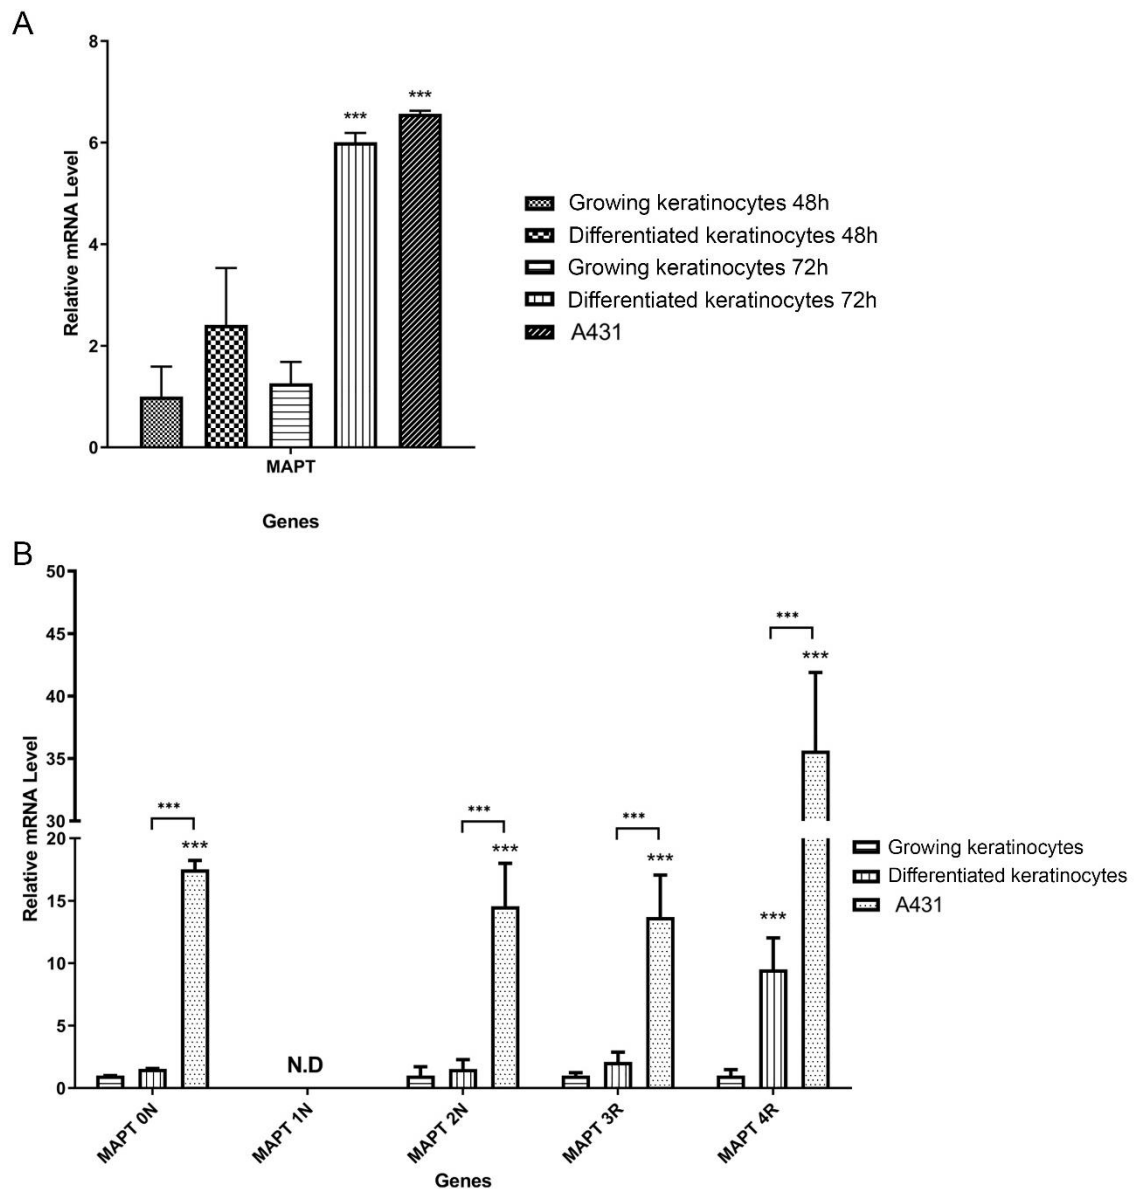 A
8
6
4
2
0
Relative mRNA Level
***
***
MAPT
Genes
Growing keratinocytes 48h
Differentiated keratinocytes 48h
Growing keratinocytes 72h
Differentiated keratinocytes 72h
A431
B
50
45
40
35
30
20
15
10
5
0
Relative mRNA Level
***
***
***
***
***
***
***
***
***
N.D
MAPT 0N
MAPT 1N
MAPT 2N
MAPT 3R
MAPT 4R
Genes
Growing keratinocytes
Differentiated keratinocytes
A431